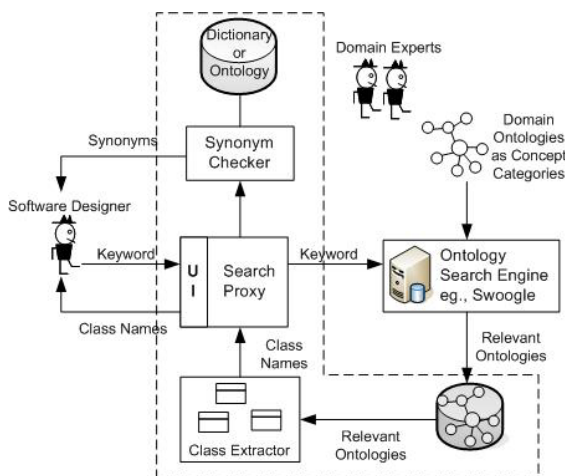 Dictionary
or
Ontology
Domain Experts
Synonyms
Synonym
Checker
Domain
Ontologies
as Concept
Categories
Software Designer
Keyword
U
I
Search
Proxy
Keyword
Ontology
Search Engine
eg., Swoogle
Class Names
Class
Names
Relevant
Ontologies
Class Extractor
Relevant
Ontologies